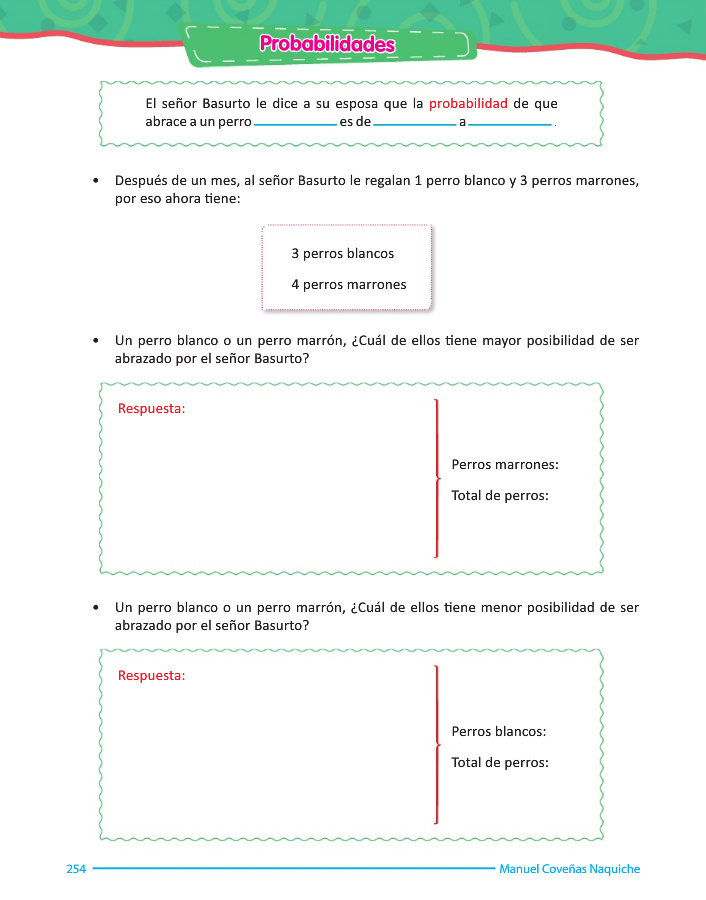 Probabilidades
El señor Basurto le dice a su esposa que la probabilidad de que
abrace a un perro ____________ es de ____________ a ____________ .
• Después de un mes, al señor Basurto le regalan 1 perro blanco y 3 perros marrones,
por eso ahora tiene:
3 perros blancos
4 perros marrones
• Un perro blanco o un perro marrón, ¿Cuál de ellos tiene mayor posibilidad de ser
abrazado por el señor Basurto?
Respuesta:
Perros marrones:
Total de perros:
• Un perro blanco o un perro marrón, ¿Cuál de ellos tiene menor posibilidad de ser
abrazado por el señor Basurto?
Respuesta:
Perros blancos:
Total de perros:
254 Manuel Coveñas Naquiche